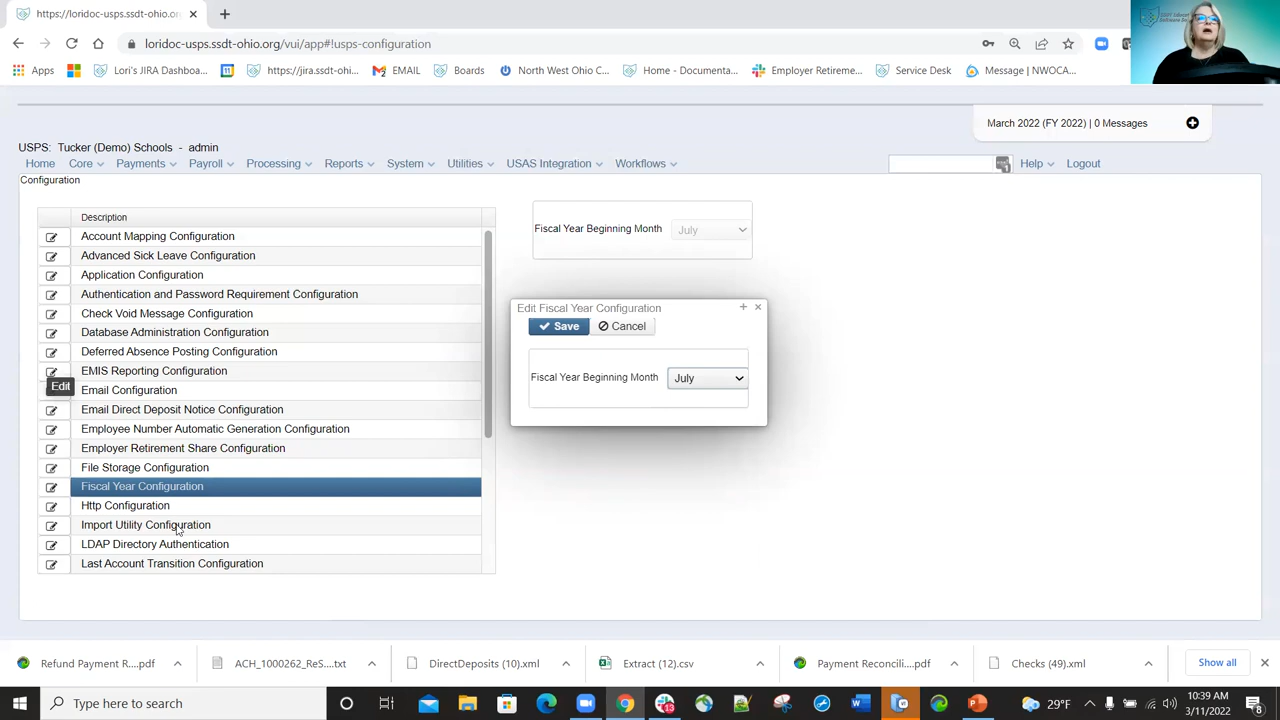 https://loridoc-usps.ssdt-ohio.org
loridoc-usps.ssdt-ohio.org/vui/app#!usps-configuration
Apps
Lori's JIRA Dashboa...
https://jira.ssdt-ohi...
EMAIL
Boards
North West Ohio C...
Home - Documenta...
Employer Retireme...
Service Desk
Message | NWOCA...
March 2022 (FY 2022) | 0 Messages
USPS: Tucker (Demo) Schools - admin
Home Core Payments Payroll Processing Reports System Utilities USAS Integration Workflows Help Logout
Configuration
Description
Account Mapping Configuration
Advanced Sick Leave Configuration
Application Configuration
Authentication and Password Requirement Configuration
Check Void Message Configuration
Database Administration Configuration
Deferred Absence Posting Configuration
EMIS Reporting Configuration
Edit
Email Configuration
Email Direct Deposit Notice Configuration
Employee Number Automatic Generation Configuration
Employer Retirement Share Configuration
File Storage Configuration
Fiscal Year Configuration
Http Configuration
Import Utility Configuration
LDAP Directory Authentication
Last Account Transition Configuration
Fiscal Year Beginning Month July
Edit Fiscal Year Configuration
Save Cancel
Fiscal Year Beginning Month July
Refund Payment R....pdf
ACH_1000262_ReS....txt
DirectDeposits (10).xml
Extract (12).csv
Payment Reconcili....pdf
Checks (49).xml
Show all
Type here to search
29°F
10:39 AM
3/11/2022